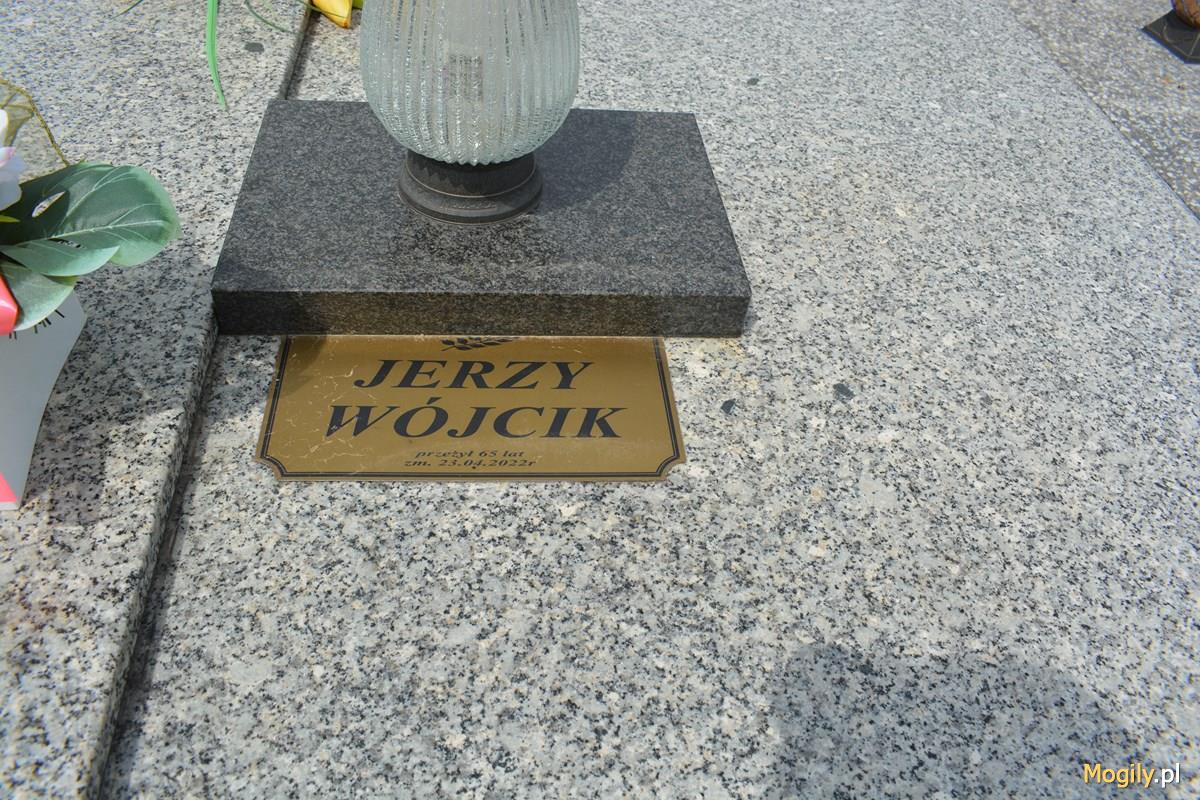 JERZY
WÓJCIK
przeżył 65 lat
zm. 23.04.2022r
Mogily.pl